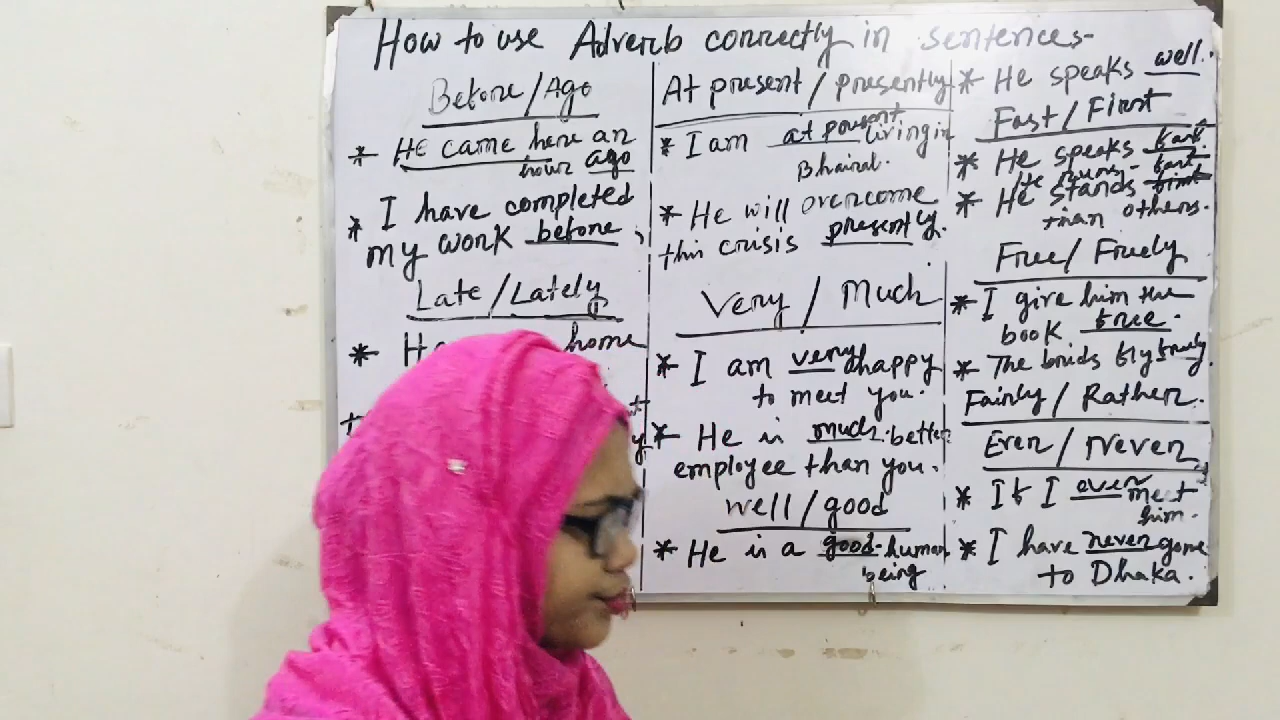 How to use Adverb correctly in sentences-
Before/Ago
* He came here an
hour ago
* I have completed
my work before,
Late/Lately
* home
At present / presently
* I am at present living in
Bhairab.
* He will overcome
this crisis presently.
Very / Much
* I am very happy
to meet you.
* He is much better
employee than you.
well/good
* He is a good human
being
* He speaks well.
Fast / First
* He speaks fast.
He runs fast
* He stands first
than others.
Free / Freely
* I give him the
book free.
* The birds fly freely.
Fairly / Rather.
Ever / Never
* If I ever meet
him.
* I have never gone
to Dhaka.